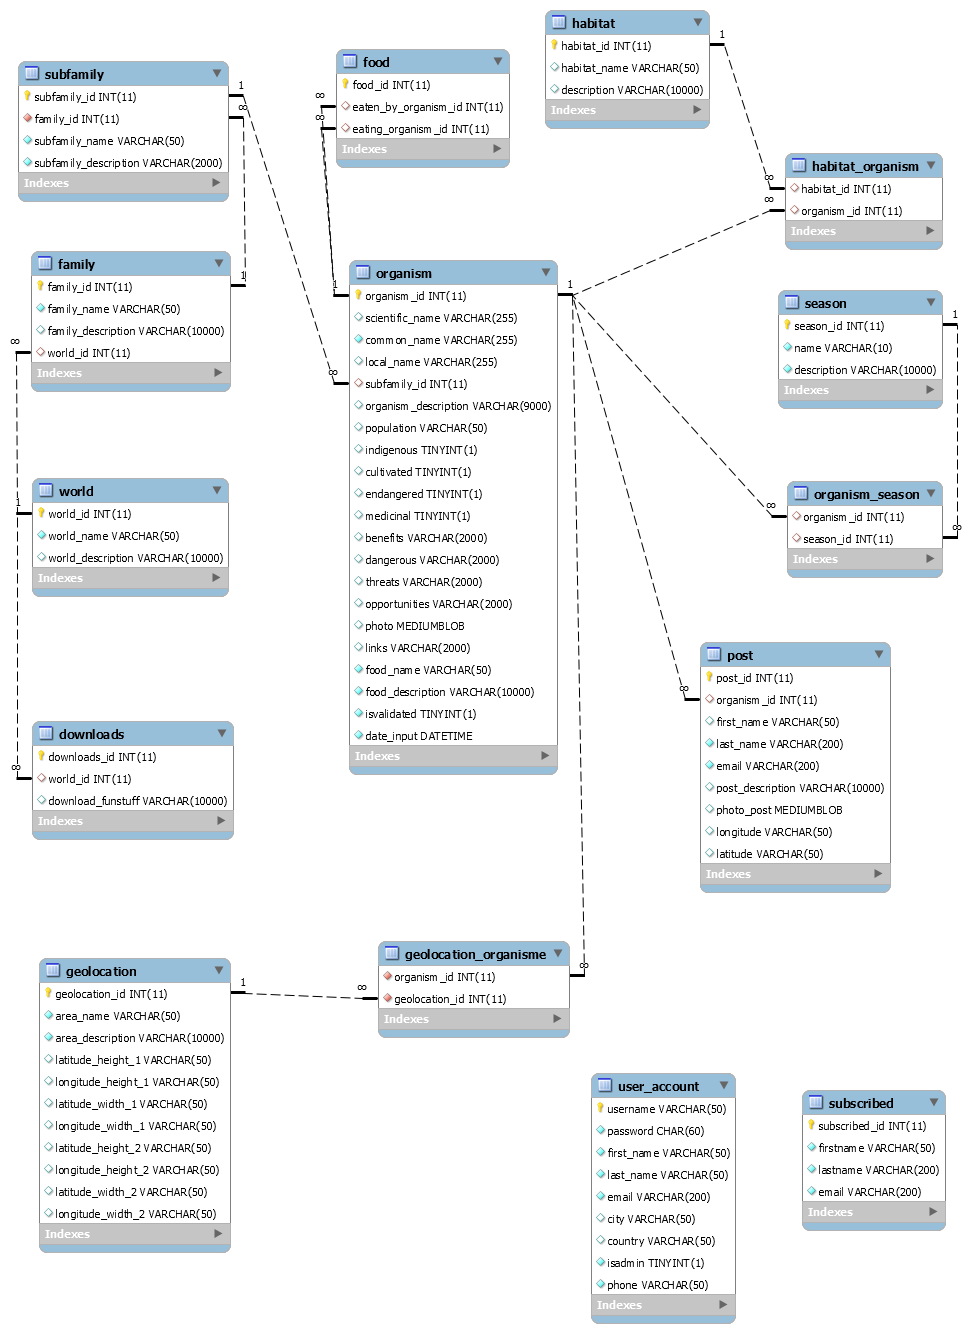 habitat
habitat_id INT(11)
habitat_name VARCHAR(50)
description VARCHAR(10000)
Indexes
1
∞
food
food_id INT(11)
eaten_by_organism_id INT(11)
eating_organism_id INT(11)
Indexes
∞
∞
1
subfamily
subfamily_id INT(11)
family_id INT(11)
subfamily_name VARCHAR(50)
subfamily_description VARCHAR(2000)
Indexes
1
∞
habitat_organism
habitat_id INT(11)
organism_id INT(11)
Indexes
∞
family
family_id INT(11)
family_name VARCHAR(50)
family_description VARCHAR(10000)
world_id INT(11)
Indexes
1
∞
organism
organism_id INT(11)
scientific_name VARCHAR(255)
common_name VARCHAR(255)
local_name VARCHAR(255)
subfamily_id INT(11)
organism_description VARCHAR(9000)
population VARCHAR(50)
indigenous TINYINT(1)
cultivated TINYINT(1)
endangered TINYINT(1)
medicinal TINYINT(1)
benefits VARCHAR(2000)
dangerous VARCHAR(2000)
threats VARCHAR(2000)
opportunities VARCHAR(2000)
photo MEDIUMBLOB
links VARCHAR(2000)
food_name VARCHAR(50)
food_description VARCHAR(10000)
isvalidated TINYINT(1)
date_input DATETIME
Indexes
1
∞
season
season_id INT(11)
name VARCHAR(10)
description VARCHAR(10000)
Indexes
1
world
world_id INT(11)
world_name VARCHAR(50)
world_description VARCHAR(10000)
Indexes
1
organism_season
organism_id INT(11)
season_id INT(11)
Indexes
∞
∞
post
post_id INT(11)
organism_id INT(11)
first_name VARCHAR(50)
last_name VARCHAR(200)
email VARCHAR(200)
post_description VARCHAR(10000)
photo_post MEDIUMBLOB
longitude VARCHAR(50)
latitude VARCHAR(50)
Indexes
∞
downloads
downloads_id INT(11)
world_id INT(11)
download_funstuff VARCHAR(10000)
Indexes
∞
geolocation_organisme
organism_id INT(11)
geolocation_id INT(11)
Indexes
∞
∞
geolocation
geolocation_id INT(11)
area_name VARCHAR(50)
area_description VARCHAR(10000)
latitude_height_1 VARCHAR(50)
longitude_height_1 VARCHAR(50)
latitude_width_1 VARCHAR(50)
longitude_width_1 VARCHAR(50)
latitude_height_2 VARCHAR(50)
longitude_height_2 VARCHAR(50)
latitude_width_2 VARCHAR(50)
longitude_width_2 VARCHAR(50)
Indexes
1
user_account
username VARCHAR(50)
password CHAR(60)
first_name VARCHAR(50)
last_name VARCHAR(50)
email VARCHAR(200)
city VARCHAR(50)
country VARCHAR(50)
isadmin TINYINT(1)
phone VARCHAR(50)
Indexes
subscribed
subscribed_id INT(11)
firstname VARCHAR(50)
lastname VARCHAR(200)
email VARCHAR(200)
Indexes